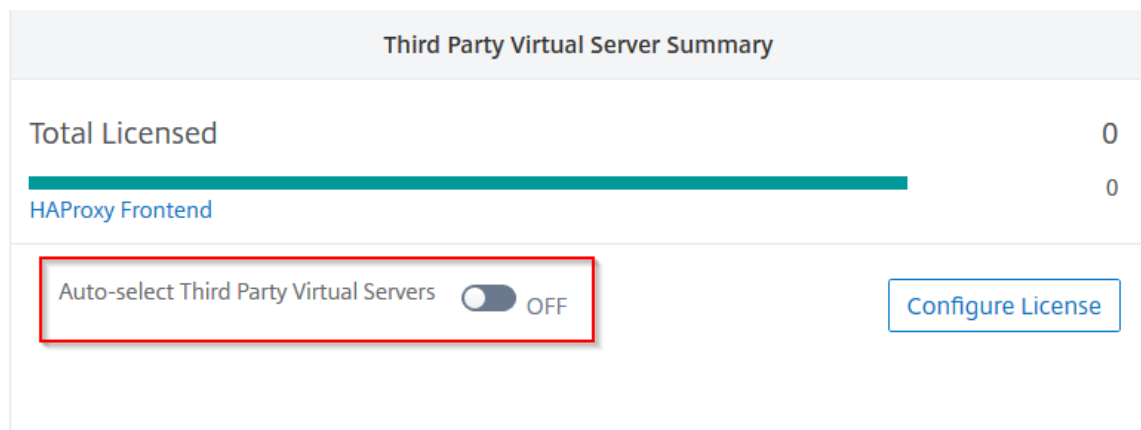 Third Party Virtual Server Summary
Total Licensed 0
0
HAProxy Frontend
Auto-select Third Party Virtual Servers OFF
Configure License